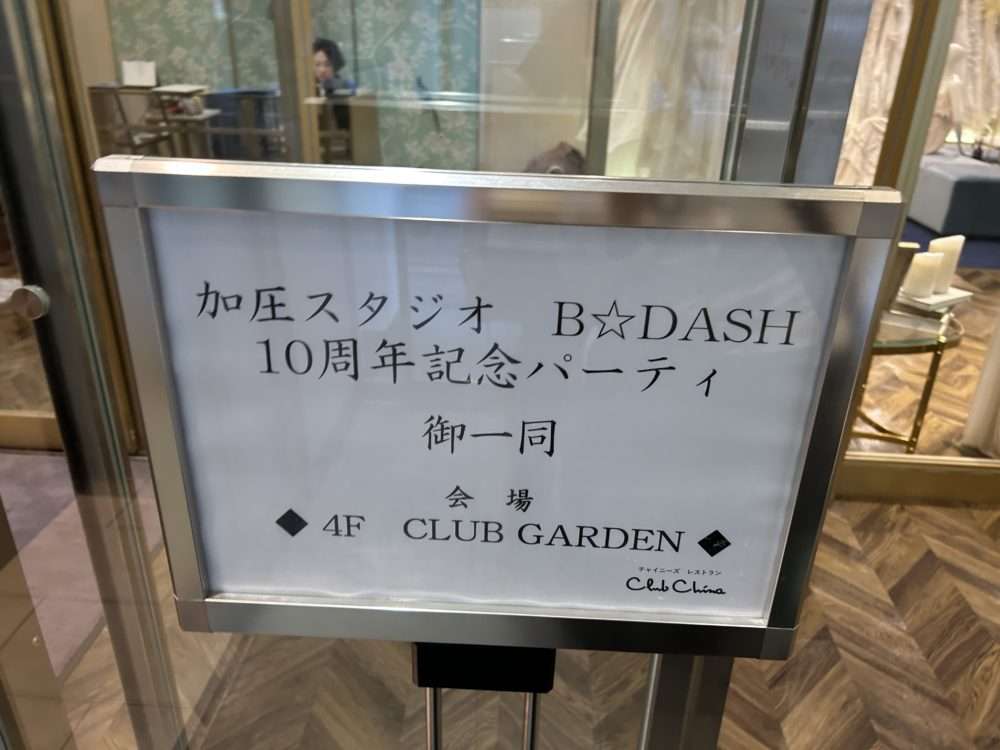 加圧スタジオ　B☆DASH
10周年記念パーティ
御一同
会　場
◆ 4F　CLUB GARDEN ◆
チャイニーズ　レストラン
Club China